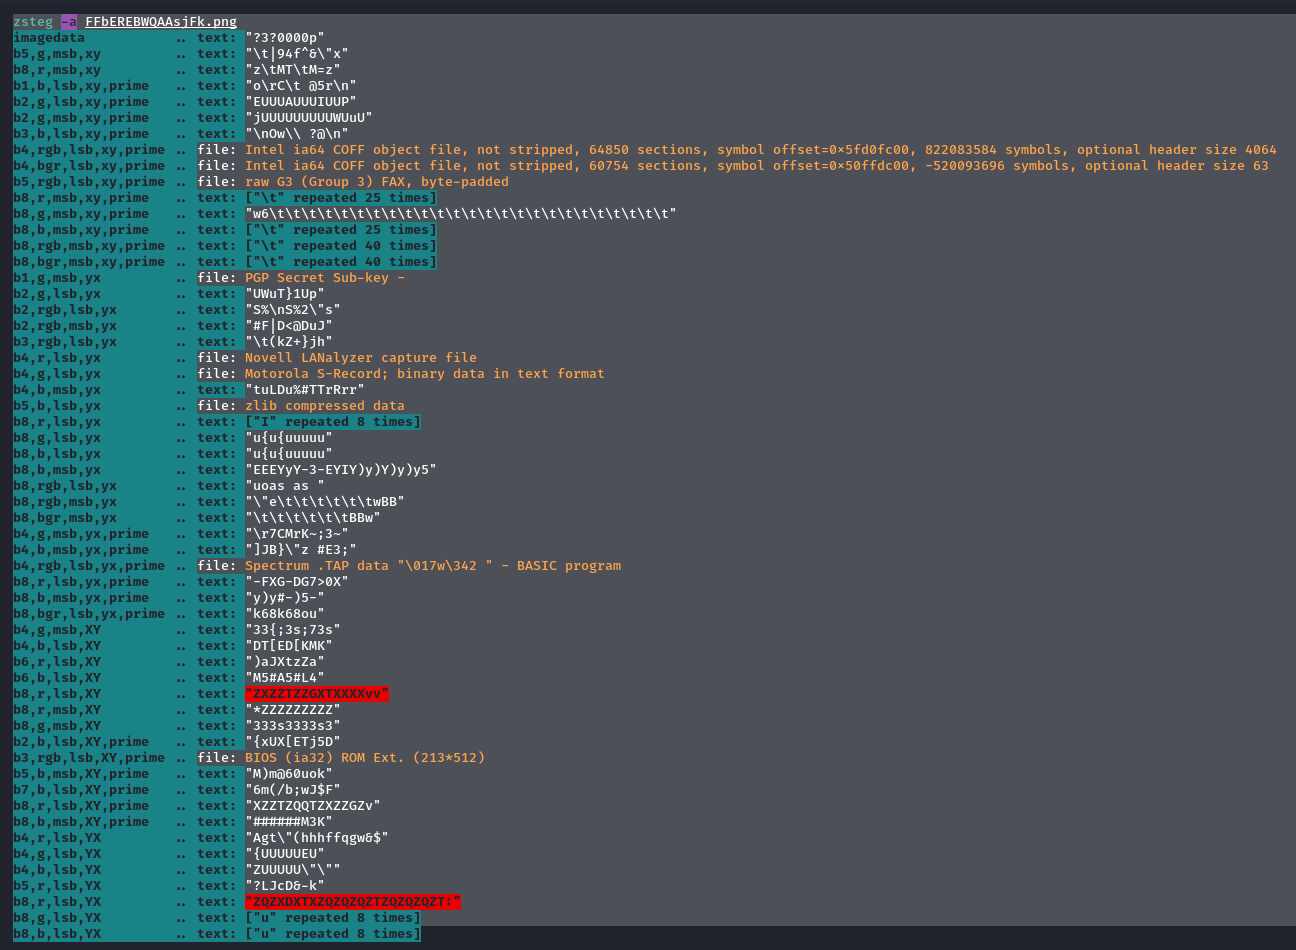 zsteg -a FFbEREBWQAAsjFk.png
imagedata .. text: "?3?0000p"
b5,g,msb,xy .. text: "\t|94f^&\"x"
b8,r,msb,xy .. text: "z\tMT\tM=z"
b1,b,lsb,xy,prime .. text: "o\rC\t @5r\n"
b2,g,lsb,xy,prime .. text: "EUUUAUUUIUUP"
b2,g,msb,xy,prime .. text: "jUUUUUUUUUWUuU"
b3,b,lsb,xy,prime .. text: "\nOw\\ ?@\n"
b4,rgb,lsb,xy,prime .. file: Intel ia64 COFF object file, not stripped, 64850 sections, symbol offset=0×5fd0fc00, 822083584 symbols, optional header size 4064
b4,bgr,lsb,xy,prime .. file: Intel ia64 COFF object file, not stripped, 60754 sections, symbol offset=0×50ffdc00, -520093696 symbols, optional header size 63
b5,rgb,lsb,xy,prime .. file: raw G3 (Group 3) FAX, byte-padded
b8,r,msb,xy,prime .. text: ["\t" repeated 25 times]
b8,g,msb,xy,prime .. text: "w6\t\t\t\t\t\t\t\t\t\t\t\t\t\t\t\t\t\t\t\t\t\t\t\t\t"
b8,b,msb,xy,prime .. text: ["\t" repeated 25 times]
b8,rgb,msb,xy,prime .. text: ["\t" repeated 40 times]
b8,bgr,msb,xy,prime .. text: ["\t" repeated 40 times]
b1,g,msb,yx .. file: PGP Secret Sub-key -
b2,g,lsb,yx .. text: "UWuT}1Up"
b2,rgb,lsb,yx .. text: "S%\nS%2\"s"
b2,rgb,msb,yx .. text: "#F|D<@DuJ"
b3,rgb,lsb,yx .. text: "\t(kZ+}jh"
b4,r,lsb,yx .. file: Novell LANalyzer capture file
b4,g,lsb,yx .. file: Motorola S-Record; binary data in text format
b4,b,msb,yx .. text: "tuLDu%#TTrRrr"
b5,b,lsb,yx .. file: zlib compressed data
b8,r,lsb,yx .. text: ["I" repeated 8 times]
b8,g,lsb,yx .. text: "u{u{uuuuu"
b8,b,lsb,yx .. text: "u{u{uuuuu"
b8,b,msb,yx .. text: "EEEYyY-3-EYIY)y)Y)y)y5"
b8,rgb,lsb,yx .. text: "uoas as "
b8,rgb,msb,yx .. text: "\"e\t\t\t\t\t\twBB"
b8,bgr,msb,yx .. text: "\t\t\t\t\t\tBBw"
b4,g,msb,yx,prime .. text: "\r7CMrK~;3~"
b4,b,msb,yx,prime .. text: "]JB}\"z #E3;"
b4,rgb,lsb,yx,prime .. file: Spectrum .TAP data "\017w\342 " - BASIC program
b8,r,lsb,yx,prime .. text: "-FXG-DG7>0X"
b8,b,msb,yx,prime .. text: "y)y#-)5-"
b8,bgr,lsb,yx,prime .. text: "k68k68ou"
b4,g,msb,XY .. text: "33{;3s;73s"
b4,b,lsb,XY .. text: "DT[ED[KMK"
b6,r,lsb,XY .. text: ")aJXtzZa"
b6,b,lsb,XY .. text: "M5#A5#L4"
b8,r,lsb,XY .. text: "ZXZZTZZGXTXXXXvv"
b8,r,msb,XY .. text: "*ZZZZZZZZZ"
b8,g,msb,XY .. text: "333s3333s3"
b2,b,lsb,XY,prime .. text: "{xUX[ETj5D"
b3,rgb,lsb,XY,prime .. file: BIOS (ia32) ROM Ext. (213*512)
b5,b,msb,XY,prime .. text: "M)m@60uok"
b7,b,lsb,XY,prime .. text: "6m(/b;wJ$F"
b8,r,lsb,XY,prime .. text: "XZZTZQQTZXZZGZv"
b8,b,msb,XY,prime .. text: "######M3K"
b4,r,lsb,YX .. text: "Agt\"(hhhffqgw&$"
b4,g,lsb,YX .. text: "{UUUUUEU"
b4,b,lsb,YX .. text: "ZUUUUU\"\""
b5,r,lsb,YX .. text: "?LJcD&-k"
b8,r,lsb,YX .. text: "ZQZXDXTXZQZQZQZTZQZQZQZT:"
b8,g,lsb,YX .. text: ["u" repeated 8 times]
b8,b,lsb,YX .. text: ["u" repeated 8 times]